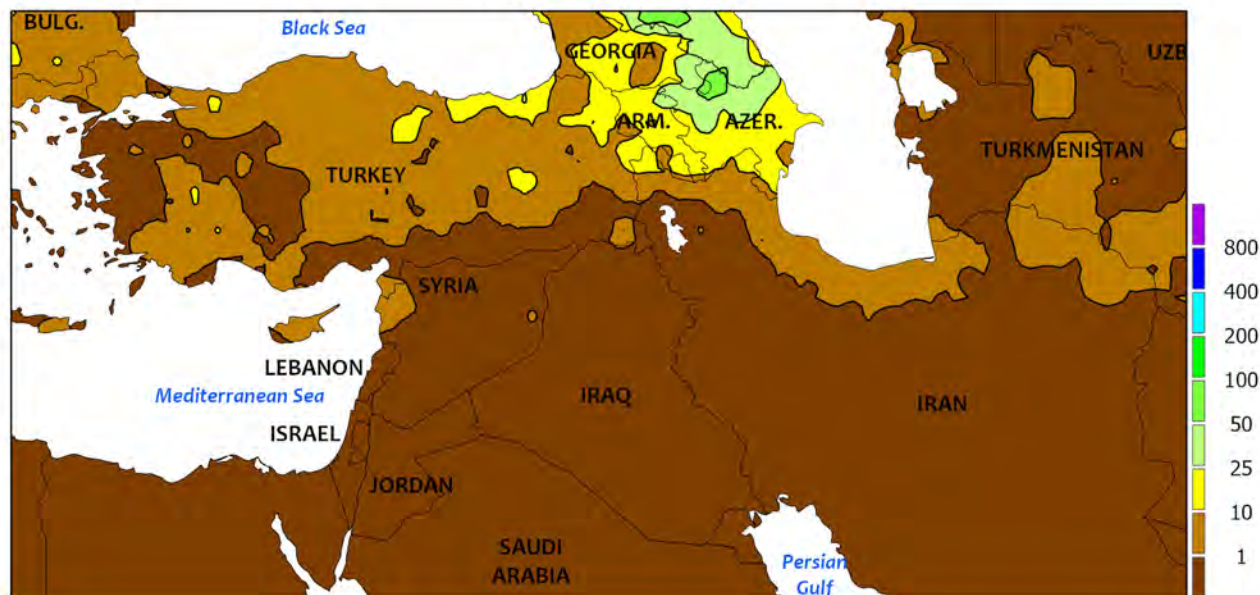 BULG.
Black Sea
GEORGIA
UZB
ARM.
AZER.
TURKMENISTAN
TURKEY
SYRIA
LEBANON
Mediterranean Sea
IRAQ
IRAN
ISRAEL
JORDAN
SAUDI
ARABIA
Persian
Gulf
800
400
200
100
50
25
10
1